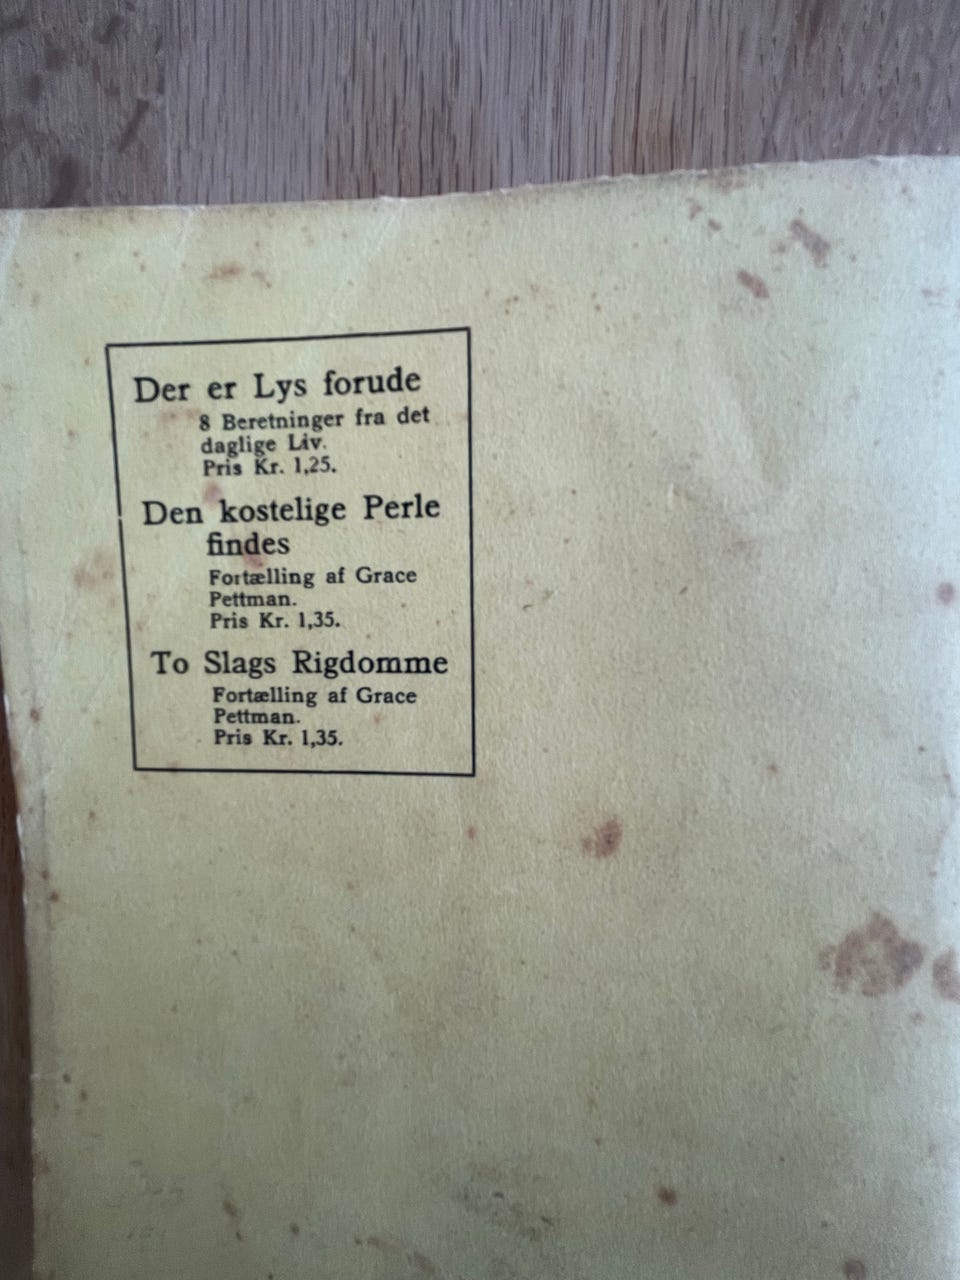 Der er Lys forude
8 Beretninger fra det
daglige Liv.
Pris Kr. 1,25.
Den kostelige Perle
findes
Fortælling af Grace
Pettman.
Pris Kr. 1,35.
To Slags Rigdomme
Fortælling af Grace
Pettman.
Pris Kr. 1,35.